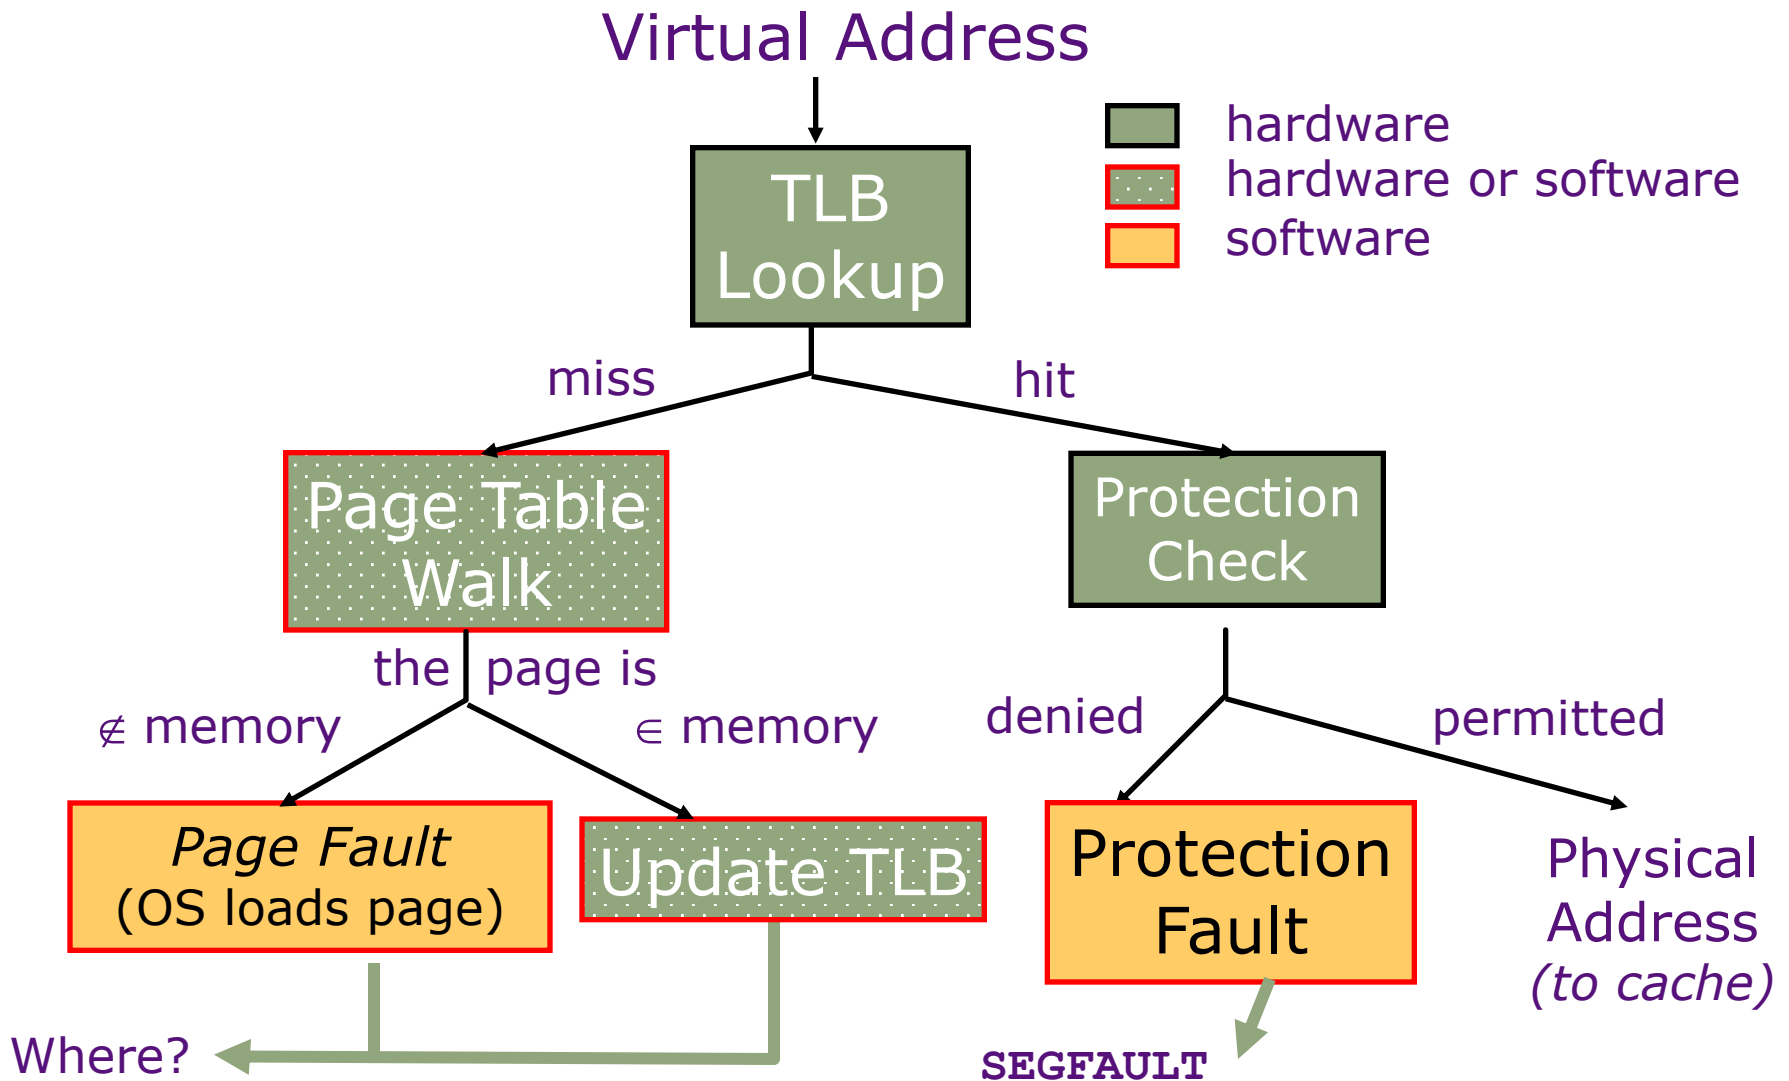 Virtual Address
hardware
hardware or software
software
TLB
Lookup
miss
hit
Page Table
Walk
Protection
Check
the page is
∉ memory
∈ memory
denied
permitted
Page Fault
(OS loads page)
Update TLB
Protection
Fault
Physical
Address
(to cache)
Where?
SEGFAULT